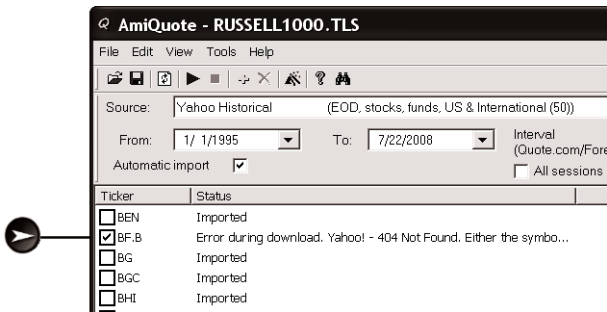 AmiQuote - RUSSELL1000.TLS
File Edit View Tools Help
Source: Yahoo Historical (EOD, stocks, funds, US & International (50))
From: 1/ 1/1995 To: 7/22/2008 Interval
(Quote.com/Fore
Automatic import All sessions
Ticker Status
BEN Imported
BF.B Error during download. Yahoo! - 404 Not Found. Either the symbo...
BG Imported
BGC Imported
BHI Imported